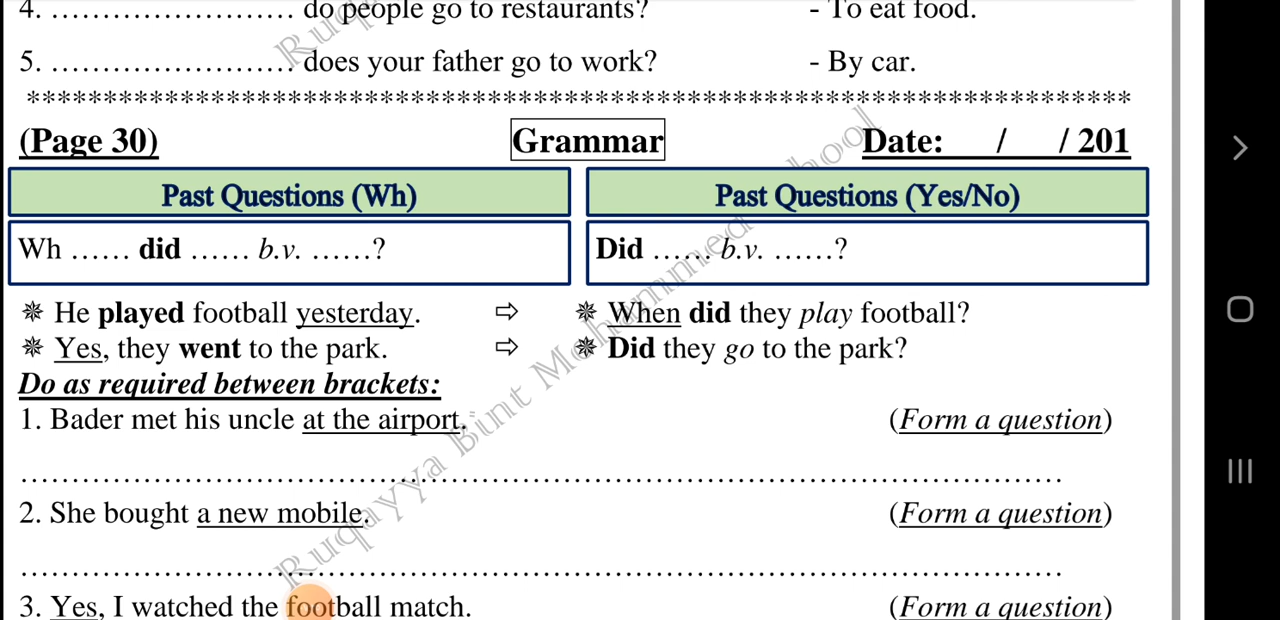 4. ........................ do people go to restaurants? - To eat food.
5. ........................ does your father go to work? - By car.
************************************************************************
(Page 30) Grammar Date: / / 201
Past Questions (Wh) Past Questions (Yes/No)
Wh ...... did ...... b.v. ......? Did ...... b.v. ......?
❋ He played football yesterday. ⇨ ❋ When did they play football?
❋ Yes, they went to the park. ⇨ ❋ Did they go to the park?
Do as required between brackets:
1. Bader met his uncle at the airport. (Form a question)
........................................................................................................
2. She bought a new mobile. (Form a question)
........................................................................................................
3. Yes, I watched the football match. (Form a question)
Ruqayya Bint Mohammed School